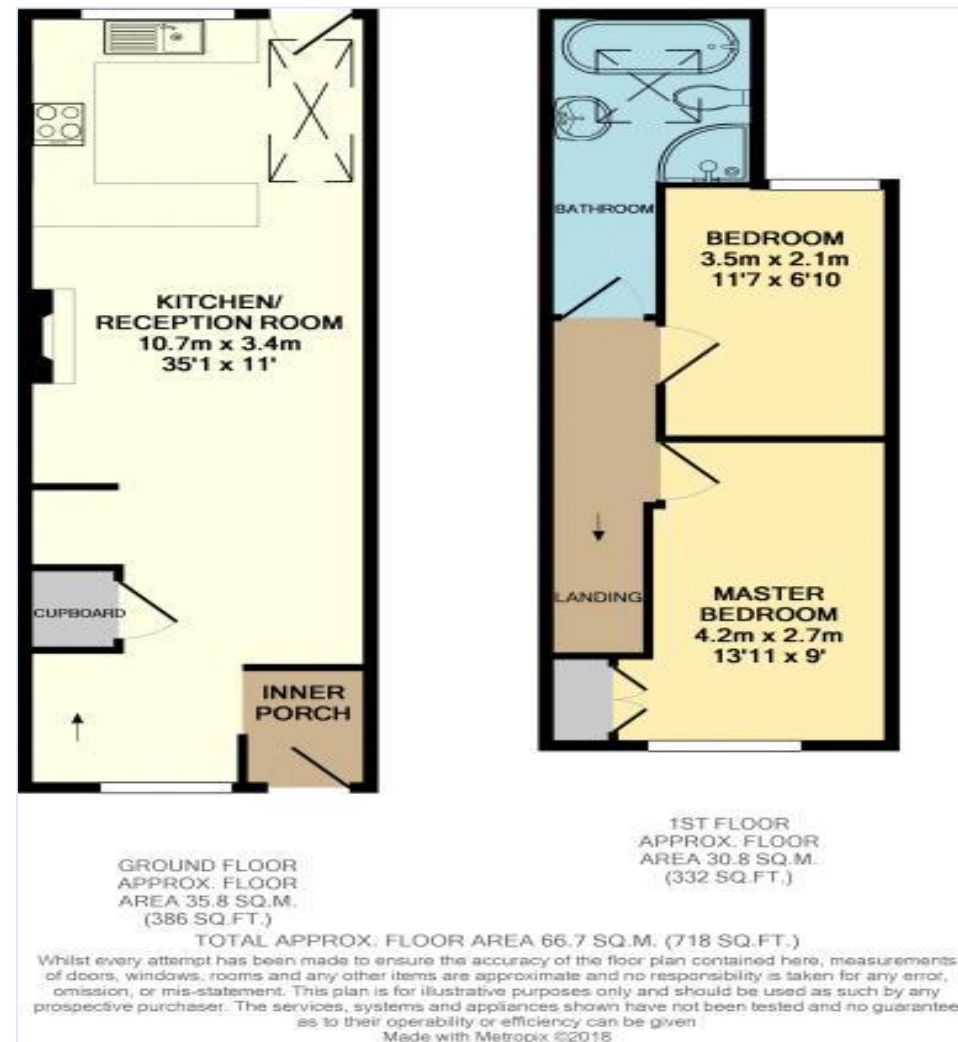 KITCHEN/
RECEPTION ROOM
10.7m x 3.4m
35'1 x 11'
CUPBOARD
INNER
PORCH
BATHROOM
BEDROOM
3.5m x 2.1m
11'7 x 6'10
LANDING
MASTER
BEDROOM
4.2m x 2.7m
13'11 x 9'
GROUND FLOOR
APPROX. FLOOR
AREA 35.8 SQ.M.
(386 SQ.FT.)
1ST FLOOR
APPROX. FLOOR
AREA 30.8 SQ.M.
(332 SQ.FT.)
TOTAL APPROX. FLOOR AREA 66.7 SQ.M. (718 SQ.FT.)
Whilst every attempt has been made to ensure the accuracy of the floor plan contained here, measurements
of doors, windows, rooms and any other items are approximate and no responsibility is taken for any error,
omission, or mis-statement. This plan is for illustrative purposes only and should be used as such by any
prospective purchaser. The services, systems and appliances shown have not been tested and no guarantee
as to their operability or efficiency can be given
Made with Metropix ©2018